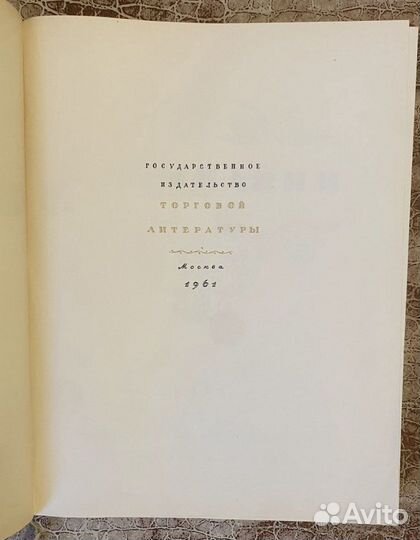 ГОСУДАРСТВЕННОЕ
ИЗДАТЕЛЬСТВО
ТОРГОВОЙ
ЛИТЕРАТУРЫ
Москва
1961
Avito